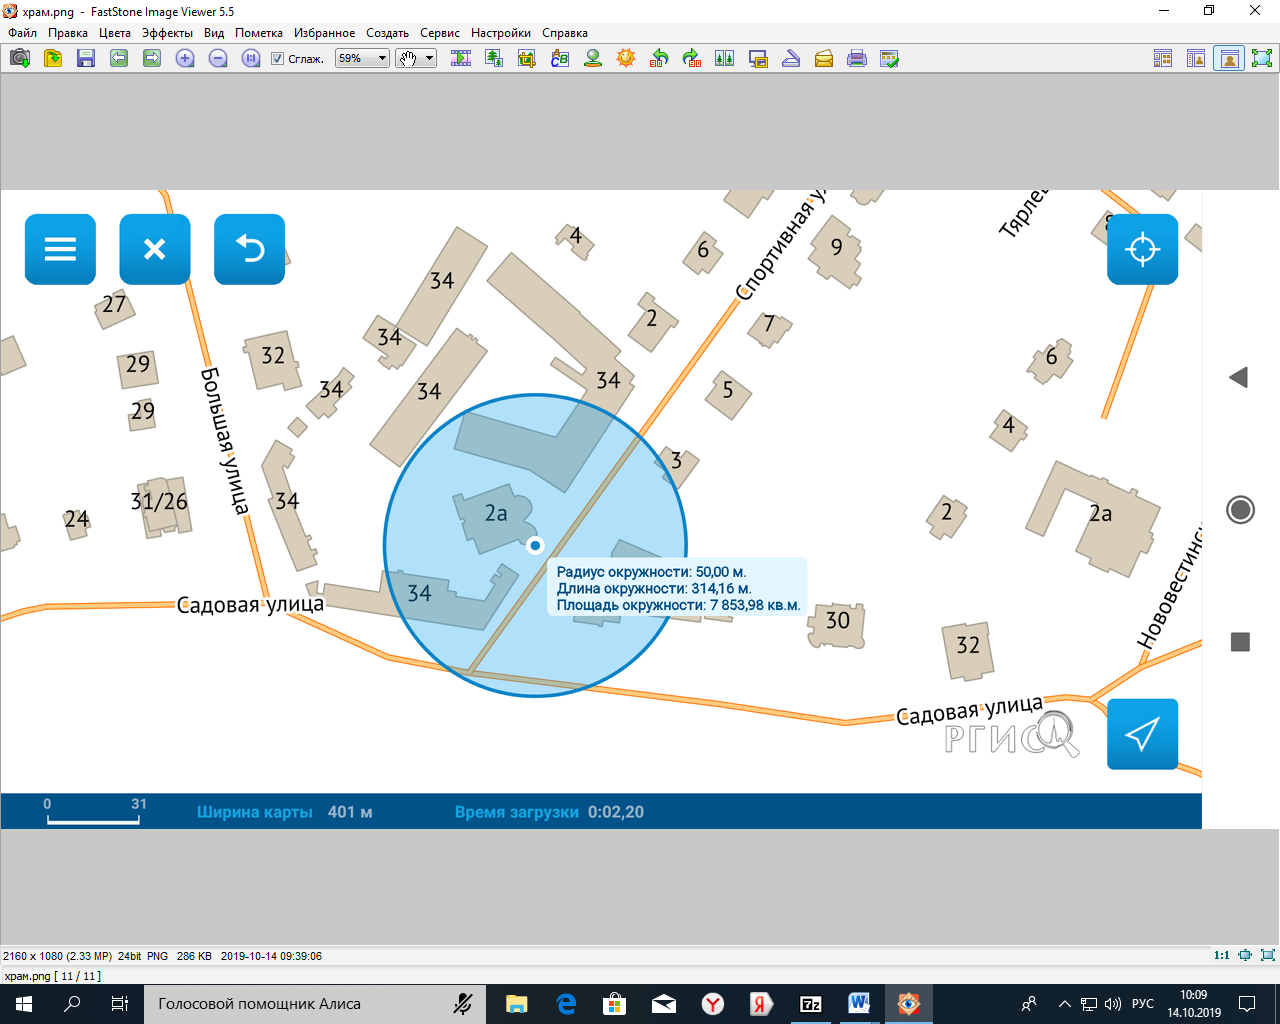 храм.png - FastStone Image Viewer 5.5
Файл Правка Цвета Эффекты Вид Пометка Избранное Создать Сервис Настройки Справка
Сглаж. 59%
4
6
9
8
34
Спортивная
27
2
7
34
6
29
32
34
34
34
5
29
Большая улица
4
3
31/26
34
2а
2
2а
24
Радиус окружности: 50,00 м.
Длина окружности: 314,16 м.
Площадь окружности: 7 853,98 кв.м.
34
Садовая улица
30
32
Садовая улица
РГИС
0 31 Ширина карты 401 м Время загрузки 0:02,20
2160 x 1080 (2.33 MP) 24bit PNG 286 KB 2019-10-14 09:39:06
1:1
храм.png [ 11 / 11 ]
Голосовой помощник Алиса
РУС
10:09
14.10.2019